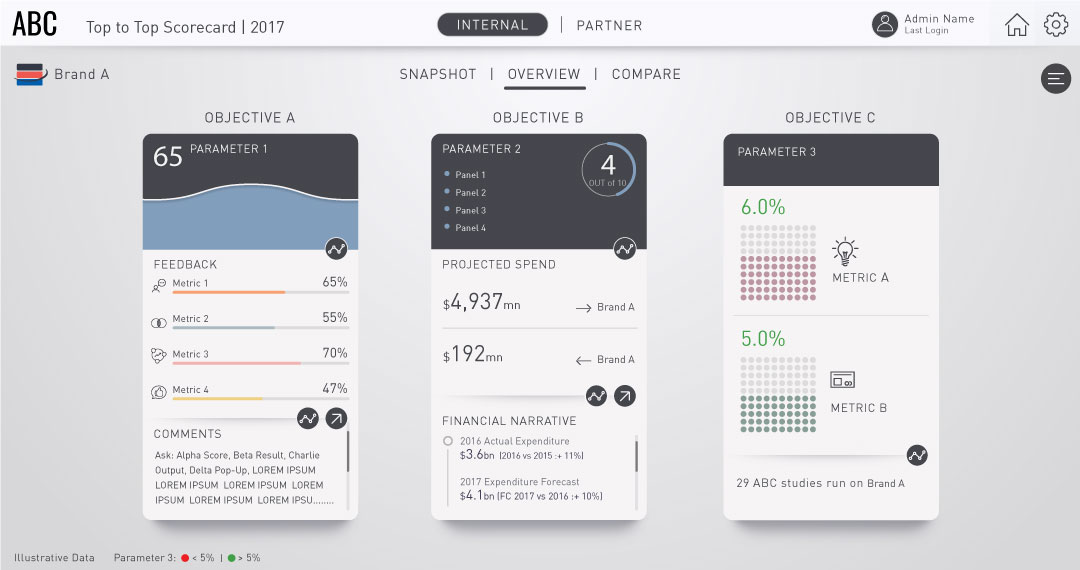 ABC
Top to Top Scorecard | 2017
INTERNAL | PARTNER
Admin Name
Last Login
Brand A
SNAPSHOT | OVERVIEW | COMPARE
OBJECTIVE A
65 PARAMETER 1
FEEDBACK
Metric 1 65%
Metric 2 55%
Metric 3 70%
Metric 4 47%
COMMENTS
Ask: Alpha Score, Beta Result, Charlie
Output, Delta Pop-Up, LOREM IPSUM
LOREM IPSUM LOREM IPSUM LOREM
IPSUM LOREM IPSUM LOREM IPSU........
OBJECTIVE B
PARAMETER 2
Panel 1
Panel 2
Panel 3
Panel 4
4
OUT of 10
PROJECTED SPEND
$4,937mn → Brand A
$192mn ← Brand A
FINANCIAL NARRATIVE
2016 Actual Expenditure
$3.6bn (2016 vs 2015 :+ 11%)
2017 Expenditure Forecast
$4.1bn (FC 2017 vs 2016 :+ 10%)
OBJECTIVE C
PARAMETER 3
6.0%
METRIC A
5.0%
METRIC B
29 ABC studies run on Brand A
Illustrative Data Parameter 3: < 5% | > 5%